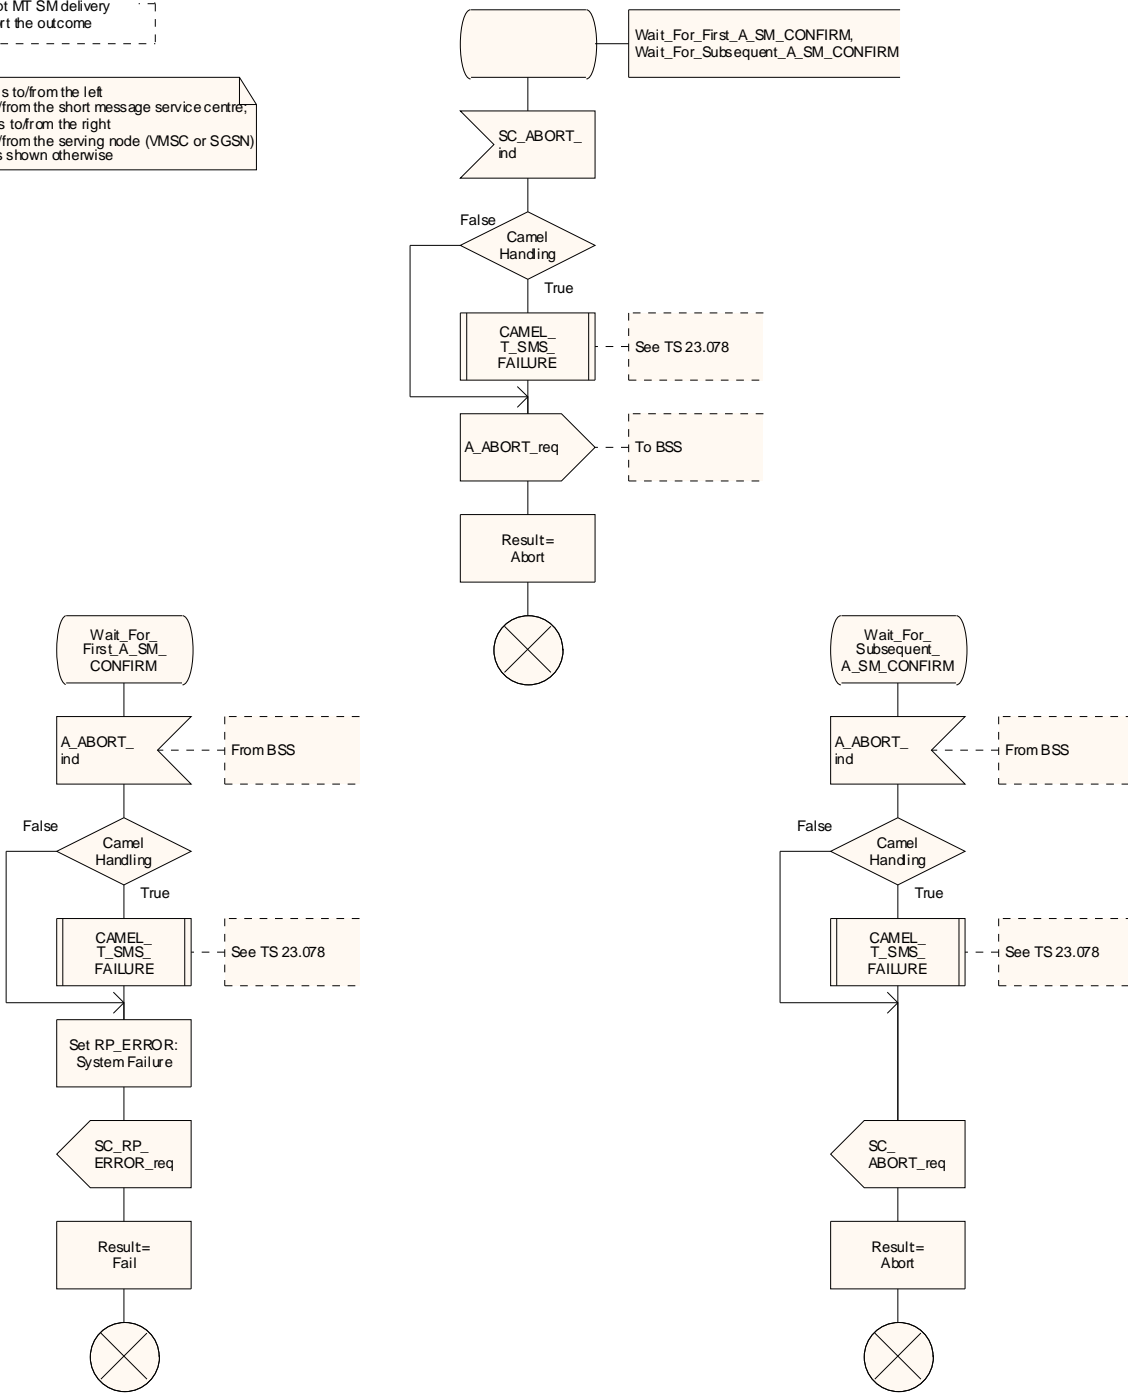 ot MT SM delivery
rt the outcome
s to/from the left
/from the short message service centre;
s to/from the right
/from the serving node (VMSC or SGSN)
s shown otherwise
Wait_For_First_A_SM_CONFIRM,
Wait_For_Subsequent_A_SM_CONFIRM
SC_ABORT_
ind
False
Camel
Handling
True
CAMEL_
T_SMS_
FAILURE
See TS 23.078
A_ABORT_req
To BSS
Result=
Abort
Wait_For_
First_A_SM_
CONFIRM
A_ABORT_
ind
From BSS
False
Camel
Handling
True
CAMEL_
T_SMS_
FAILURE
See TS 23.078
Set RP_ERROR:
System Failure
SC_RP_
ERROR_req
Result=
Fail
Wait_For_
Subsequent_
A_SM_CONFIRM
A_ABORT_
ind
From BSS
False
Camel
Handling
True
CAMEL_
T_SMS_
FAILURE
See TS 23.078
SC_
ABORT_req
Result=
Abort